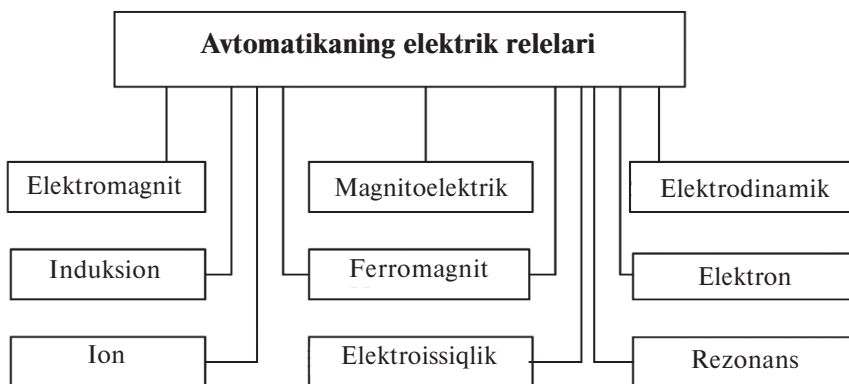 Avtomatikaning elektrik relelari
Elektromagnit
Magnitoelektrik
Elektrodinamik
Induksion
Ferromagnit
Elektron
Ion
Elektroissiqlik
Rezonans